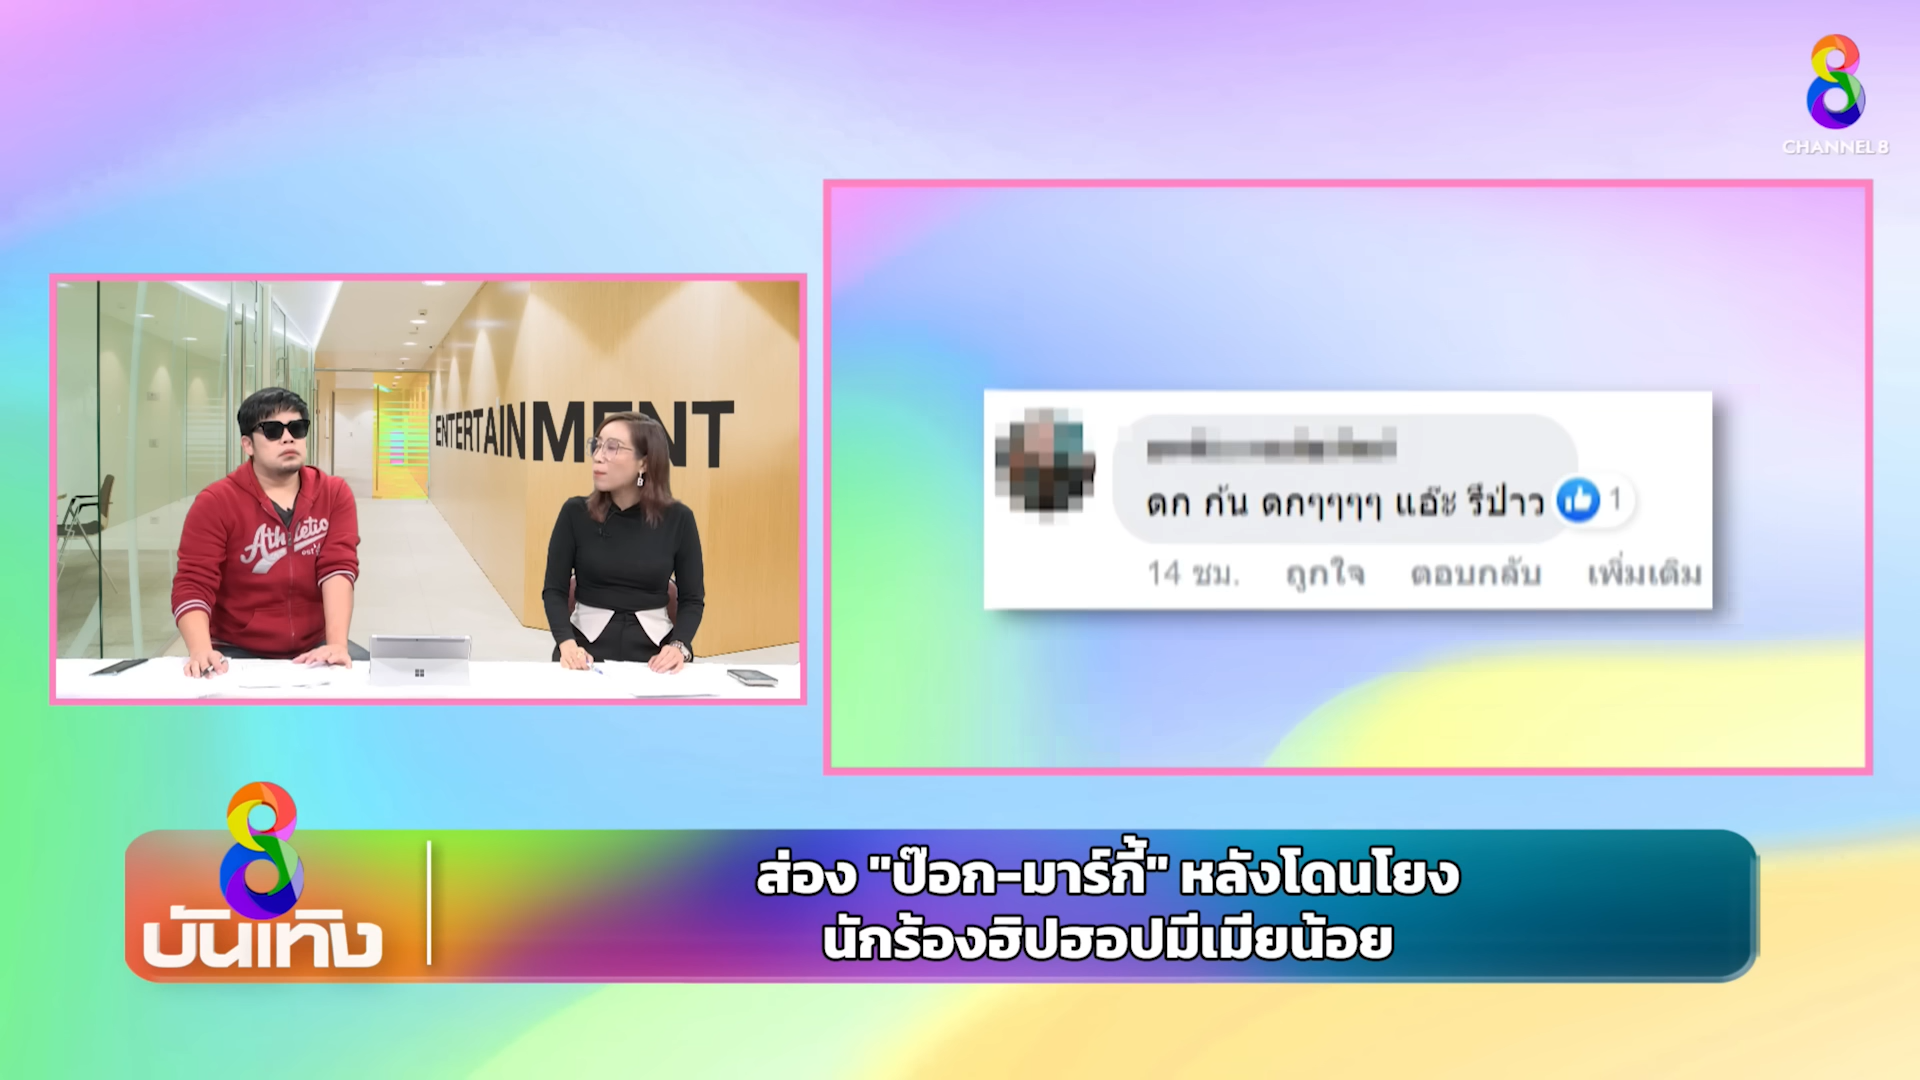 CHANNEL 8
ENTERTAINMENT
Athletic
ดก กัน ดกๆๆๆๆ แอ๊ะ รึป่าว 1
14 ชม. ถูกใจ ตอบกลับ เพิ่มเติม
8
บันเทิง
ส่อง "ป๊อก-มาร์กี้" หลังโดนโยง
นักร้องฮิปฮอปมีเมียน้อย